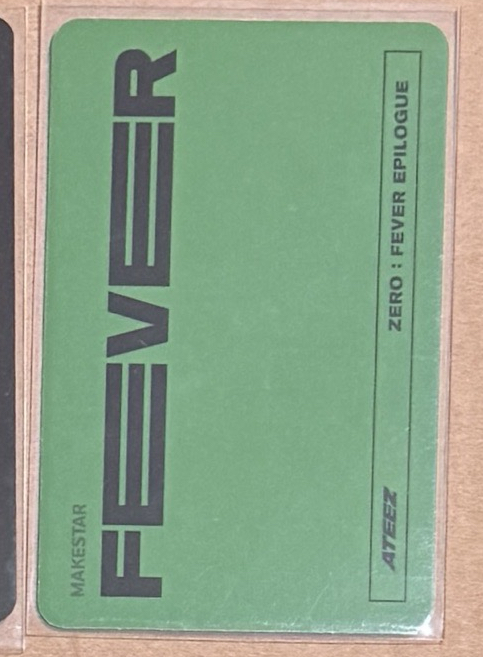 MAKESTAR
FEVER
ATEEZ ZERO : FEVER EPILOGUE